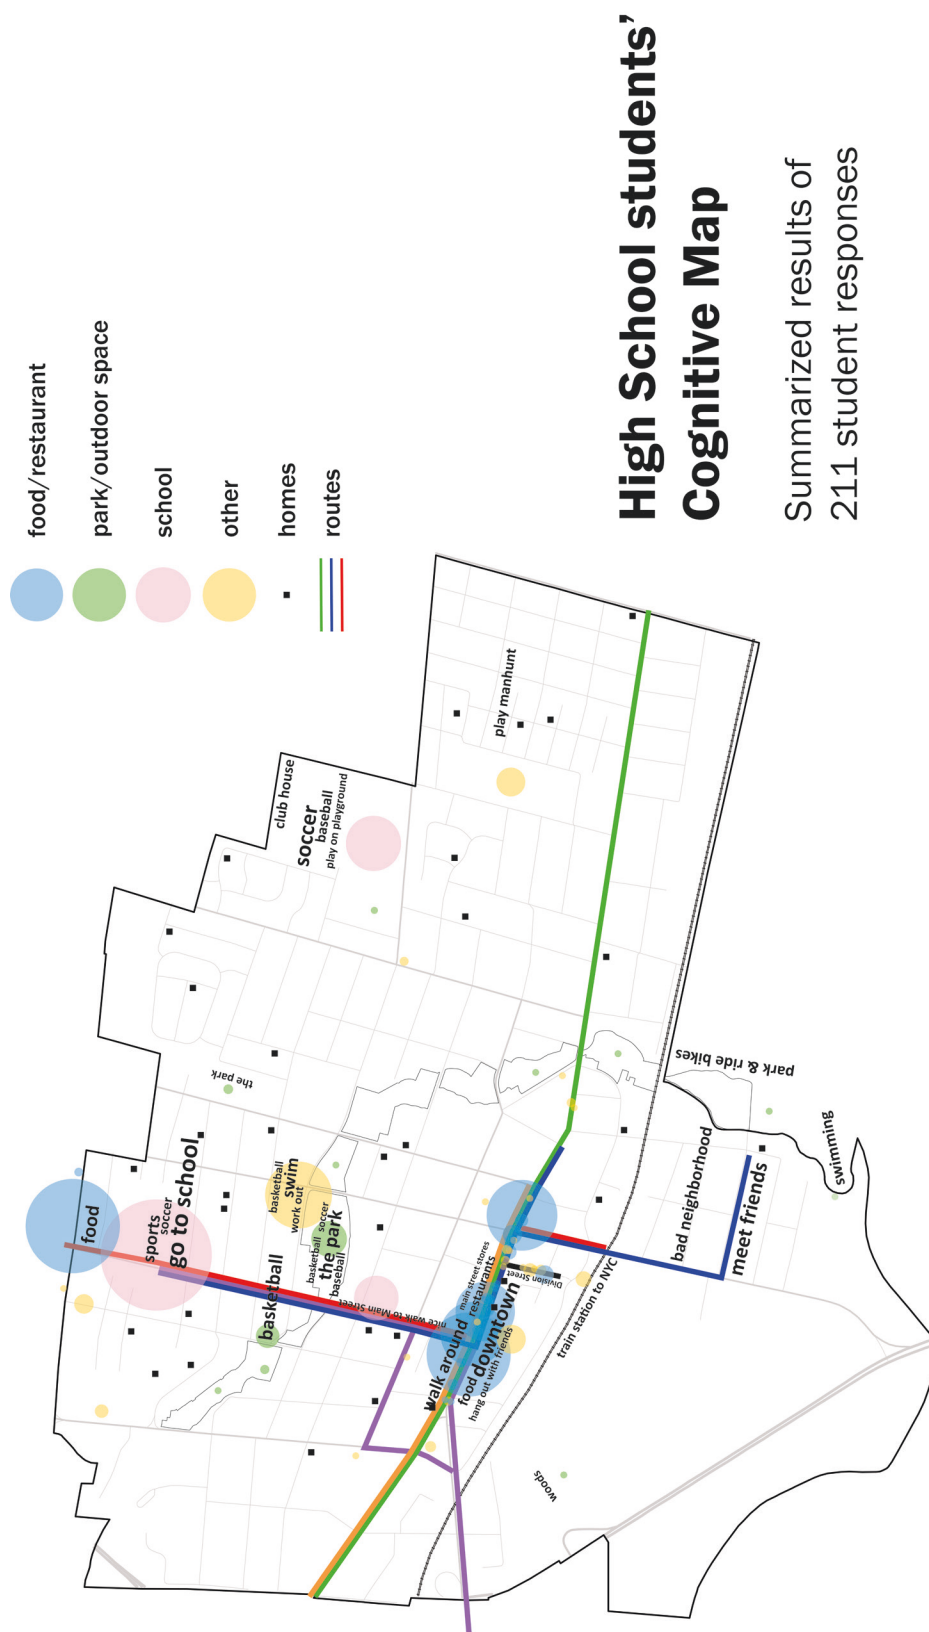 High School students'
Cognitive Map
Summarized results of
2111 student responses
food/restaurant
park/outdoor space
school
other
homes
routes
food
sports
soccer
go to school
the park
basketball
swim
work out
basketball
soccer
the park
baseball
basketball
nice walk to Main Street
club house
soccer
baseball
play on playground
play manhunt
walk around
main street stores
restaurants
food
downtown
hang out with friends
Division Street
train station to NYC
bad neighborhood
meet friends
park & ride bikes
swimming
woods